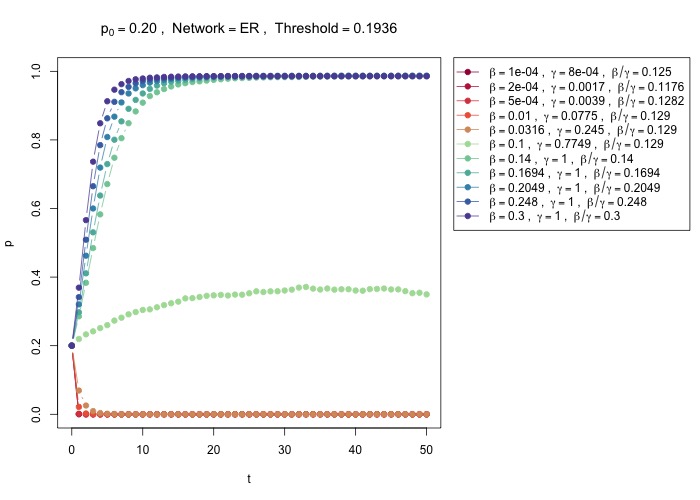 p₀ = 0.20 , Network = ER , Threshold = 0.1936
1.0
0.8
0.6
0.4
0.2
0.0
p
0 10 20 30 40 50
t
β = 1e-04 , γ = 8e-04 , β/γ = 0.125
β = 2e-04 , γ = 0.0017 , β/γ = 0.1176
β = 5e-04 , γ = 0.0039 , β/γ = 0.1282
β = 0.01 , γ = 0.0775 , β/γ = 0.129
β = 0.0316 , γ = 0.245 , β/γ = 0.129
β = 0.1 , γ = 0.7749 , β/γ = 0.129
β = 0.14 , γ = 1 , β/γ = 0.14
β = 0.1694 , γ = 1 , β/γ = 0.1694
β = 0.2049 , γ = 1 , β/γ = 0.2049
β = 0.248 , γ = 1 , β/γ = 0.248
β = 0.3 , γ = 1 , β/γ = 0.3